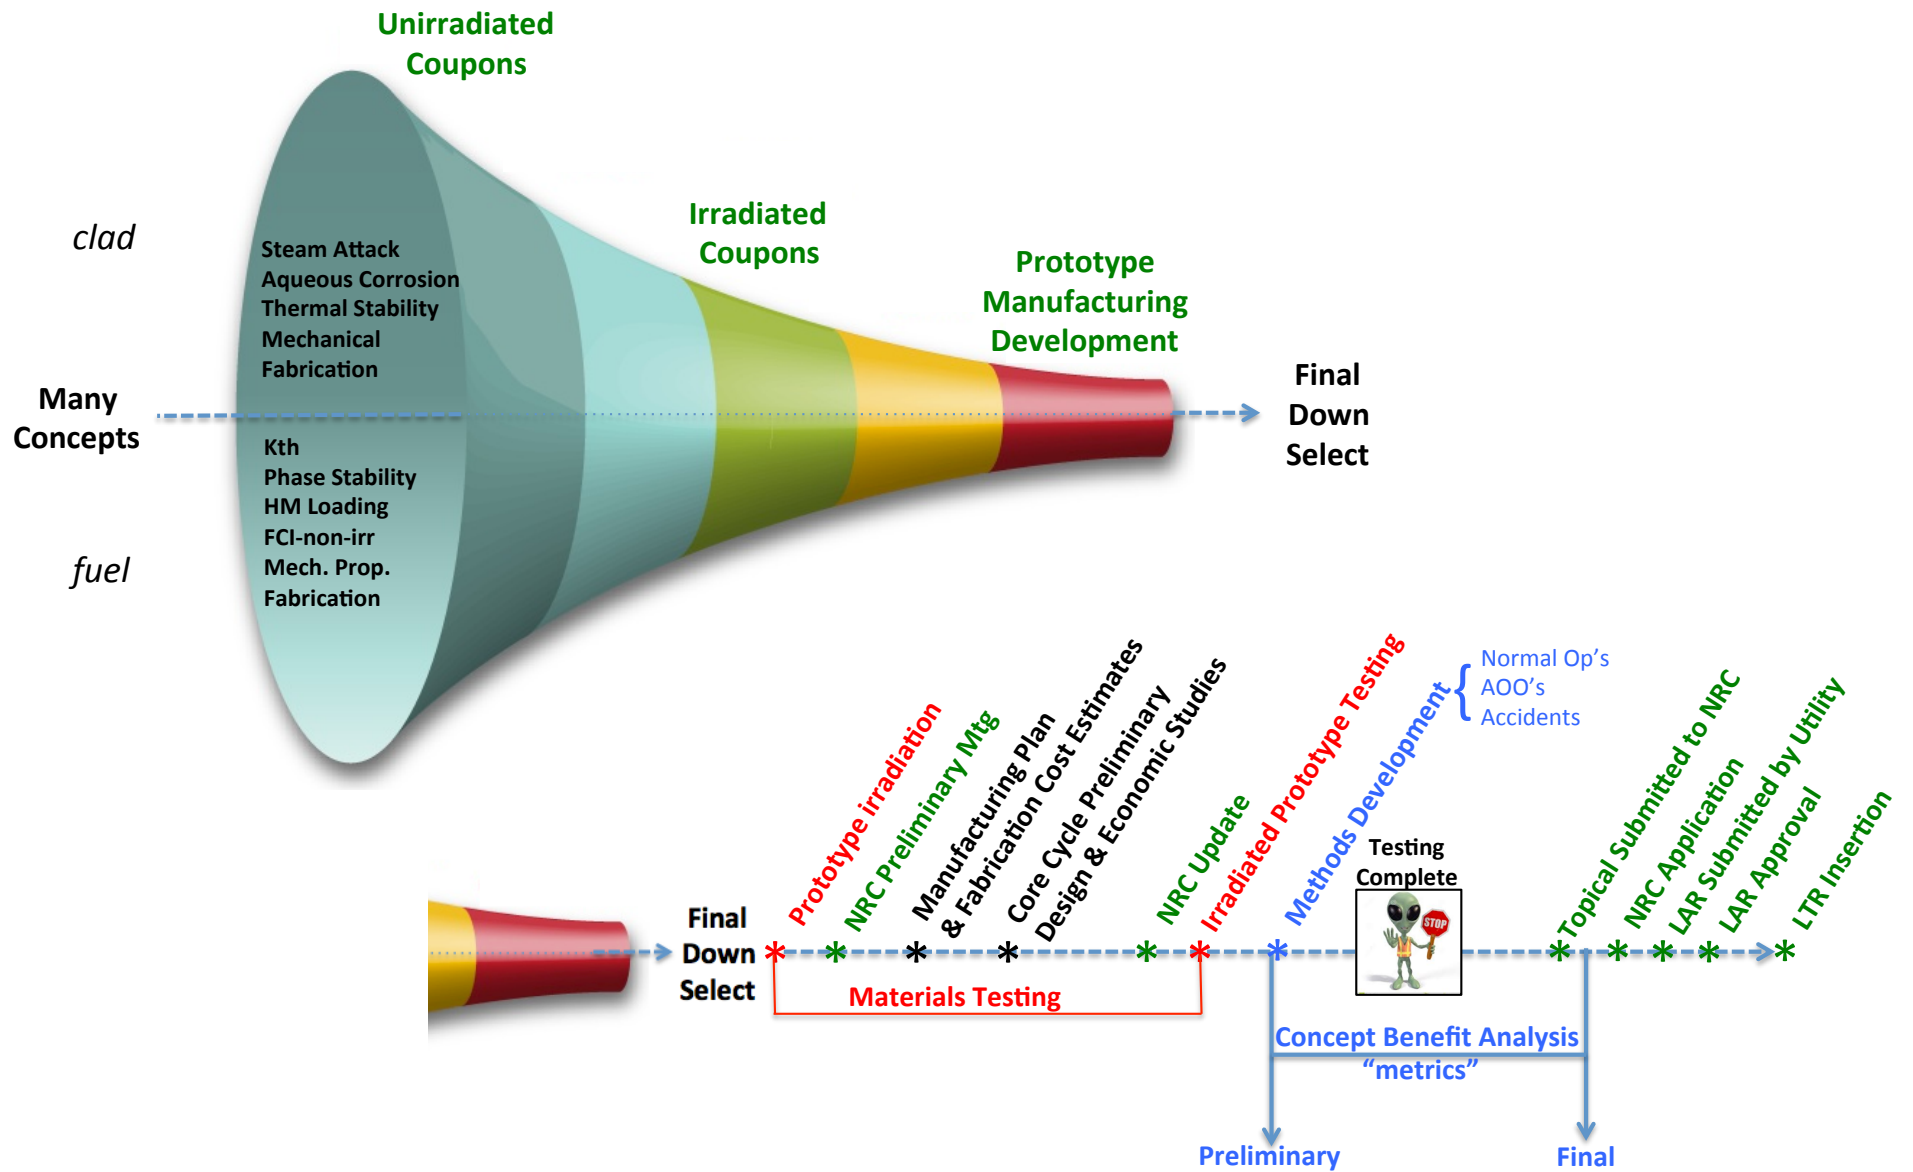 Unirradiated
Coupons
clad
Irradiated
Coupons
Steam Attack
Aqueous Corrosion
Thermal Stability
Mechanical
Fabrication
Prototype
Manufacturing
Development
Many
Concepts
Final
Down
Select
Kth
Phase Stability
HM Loading
FCI-non-irr
Mech. Prop.
Fabrication
fuel
Final
Down
Select
Prototype irradiation
NRC Preliminary Mtg
Manufacturing Plan
& Fabrication Cost Estimates
Core Cycle Preliminary
Design & Economic Studies
NRC Update
Irradiated Prototype Testing
Methods Development
{
Normal Op's
AOO's
Accidents
Testing
Complete
STOP
Topical Submitted to NRC
NRC Application
LAR Submitted by Utility
LAR Approval
LTR Insertion
* * * * * * * * * * * *
Materials Testing
Concept Benefit Analysis
“metrics”
Preliminary
Final